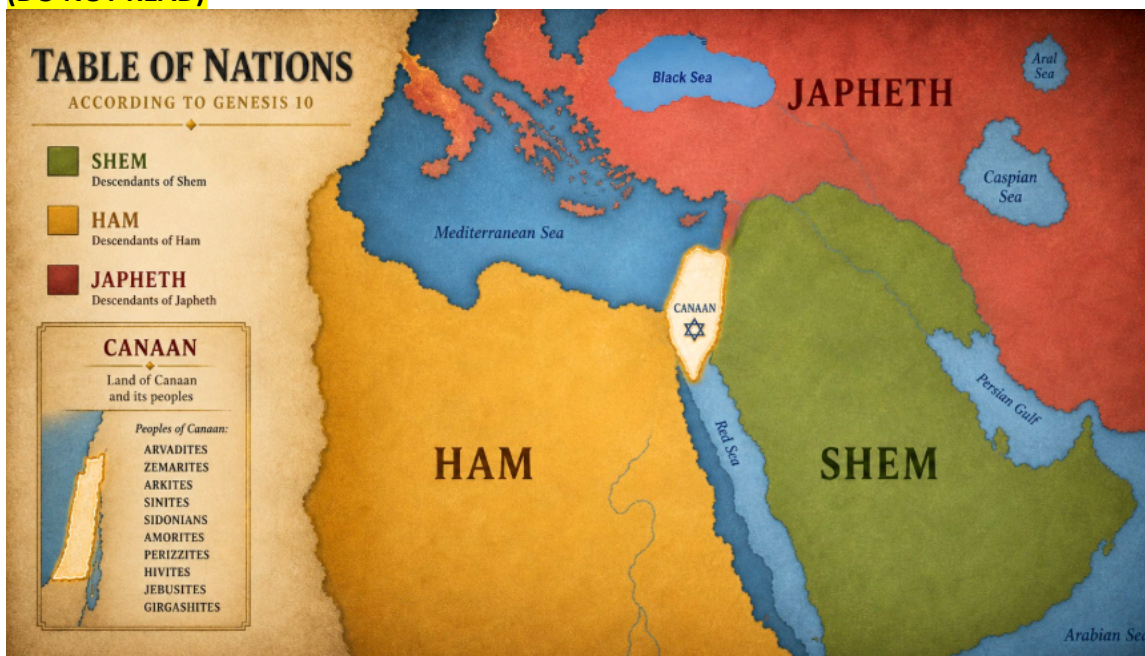 (DO NOT READ)
TABLE OF NATIONS
ACCORDING TO GENESIS 10
SHEM
Descendants of Shem
HAM
Descendants of Ham
JAPHETH
Descendants of Japheth
CANAAN
Land of Canaan
and its peoples
Peoples of Canaan:
ARVADITES
ZEMARITES
ARKITES
SINITES
SIDONIANS
AMORITES
PERIZZITES
HIVITES
JEBUSITES
GIRGASHITES
Black Sea
JAPHETH
Aral
Sea
Caspian
Sea
Mediterranean Sea
CANAAN
Persian Gulf
Red Sea
HAM
SHEM
Arabian Se